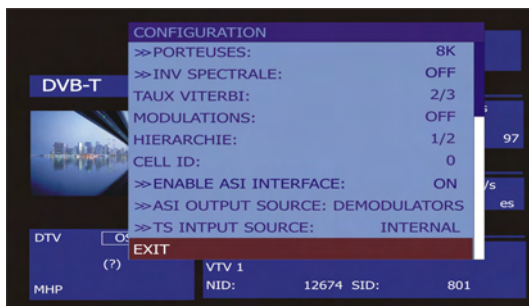 CONFIGURATION
>>PORTEUSES: 8K
>>INV SPECTRALE: OFF
DVB-T
TAUX VITERBI: 2/3
MODULATIONS: OFF
HIERARCHIE: 1/2
97
CELL ID: 0
>>ENABLE ASI INTERFACE: ON
/s
>>ASI OUTPUT SOURCE: DEMODULATORS
es
>>TS INTPUT SOURCE: INTERNAL
DTV
EXIT
(?)
VTV 1
MHP
NID: 12674 SID: 801